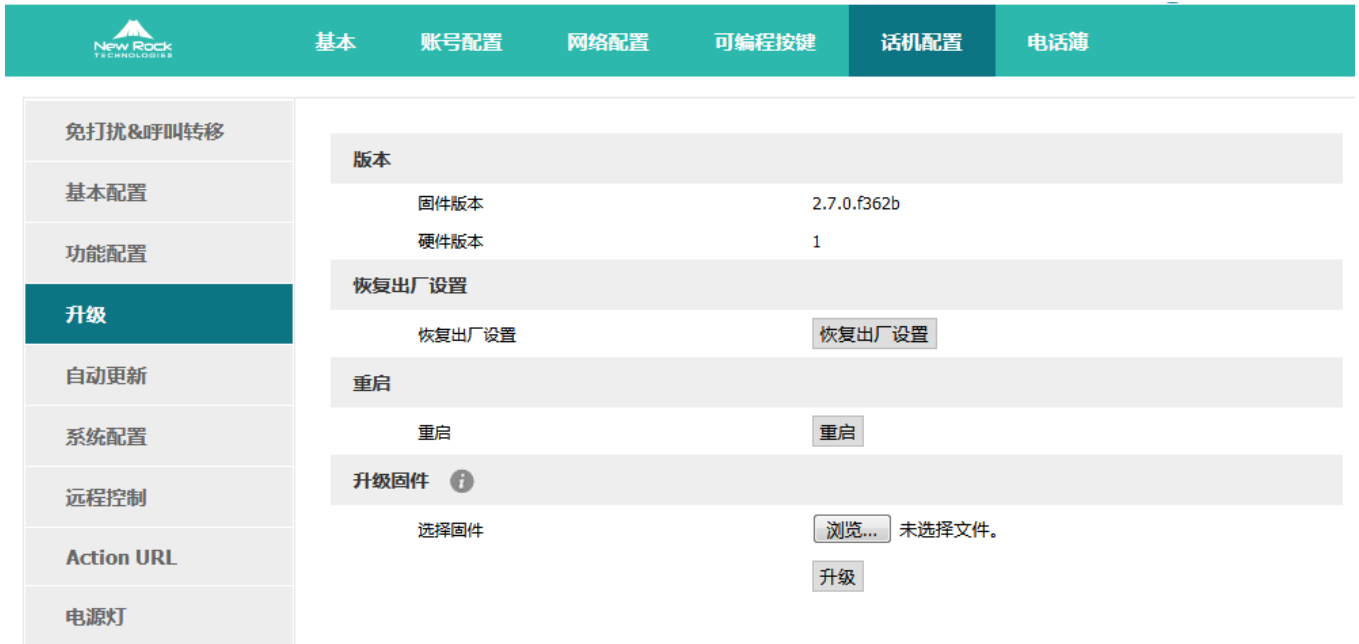 New Rock
TECHNOLOGIES
基本 账号配置 网络配置 可编程按键 话机配置 电话簿
免打扰&呼叫转移
基本配置
功能配置
升级
自动更新
系统配置
远程控制
Action URL
电源灯
版本
固件版本 2.7.0.f362b
硬件版本 1
恢复出厂设置
恢复出厂设置 恢复出厂设置
重启
重启 重启
升级固件 i
选择固件 浏览... 未选择文件。
升级